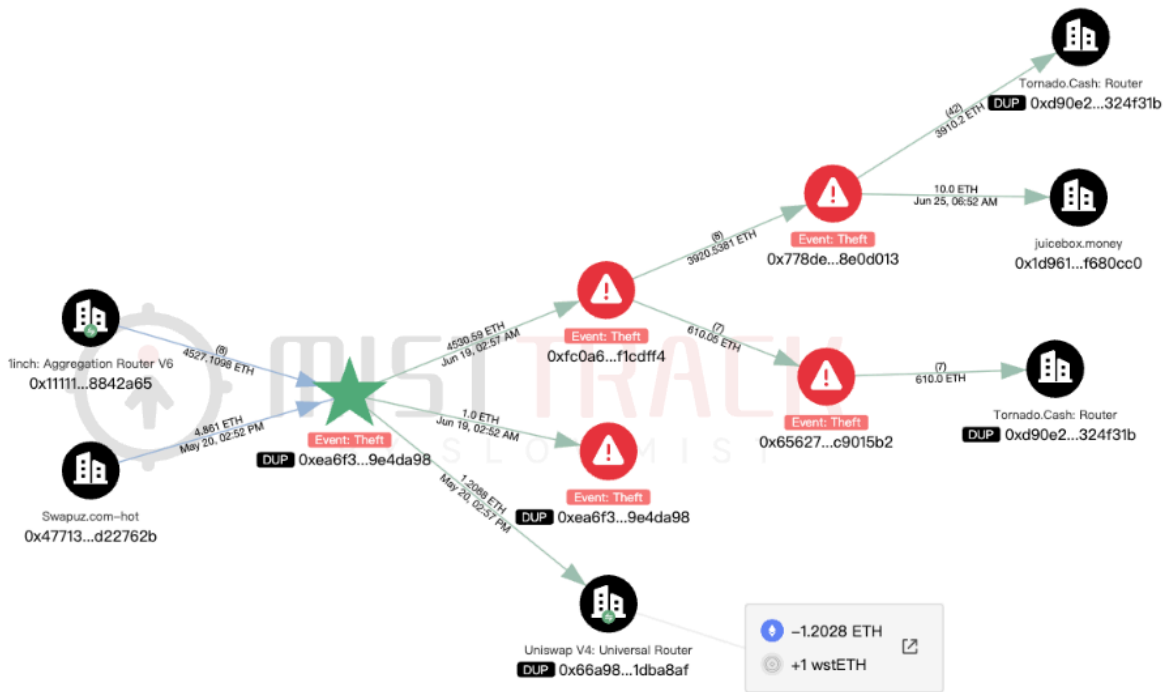 Tornado.Cash: Router
DUP 0xd90e2...324f31b
(42)
3910.2 ETH
10.0 ETH
Jun 25, 06:52 AM
juicebox.money
0x1d961...f680cc0
Event: Theft
0x778de...8e0d013
(8)
3920.5381 ETH
Event: Theft
0xfc0a6...f1cdff4
(7)
610.05 ETH
(7)
610.0 ETH
Tornado.Cash: Router
DUP 0xd90e2...324f31b
Event: Theft
0x65627...c9015b2
1inch: Aggregation Router V6
0x11111...8842a65
(8)
4527.1098 ETH
4530.59 ETH
Jun 19, 02:57 AM
MISTTRACK
BY SLOWMIST
4.861 ETH
May 20, 02:52 PM
Event: Theft
DUP 0xea6f3...9e4da98
1.0 ETH
Jun 19, 02:52 AM
Event: Theft
DUP 0xea6f3...9e4da98
Swapuz.com-hot
0x47713...d22762b
1.2068 ETH
May 20, 02:57 PM
Uniswap V4: Universal Router
DUP 0x66a98...1dba8af
-1.2028 ETH
+1 wstETH